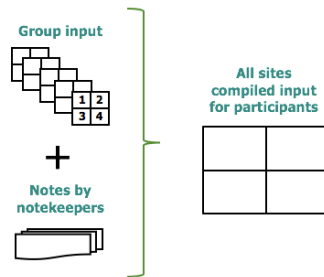 Group input
1 2
3 4
+
Notes by
notekeepers
All sites
compiled input
for participants